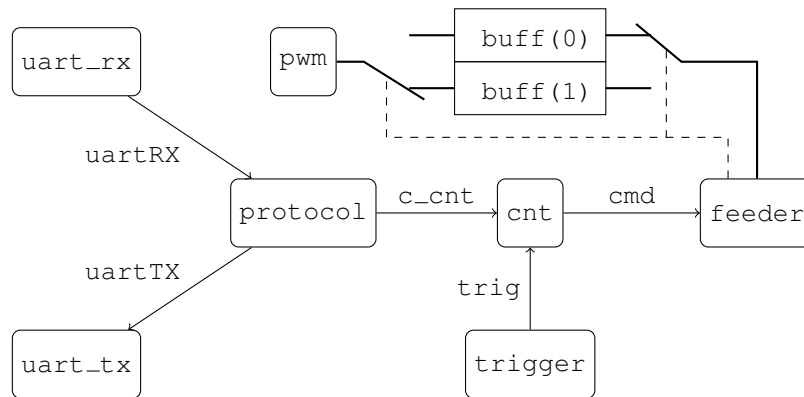 uart_rx
pwm
buff(0)
buff(1)
uartRX
protocol
c_cnt
cnt
cmd
feeder
uartTX
trig
uart_tx
trigger